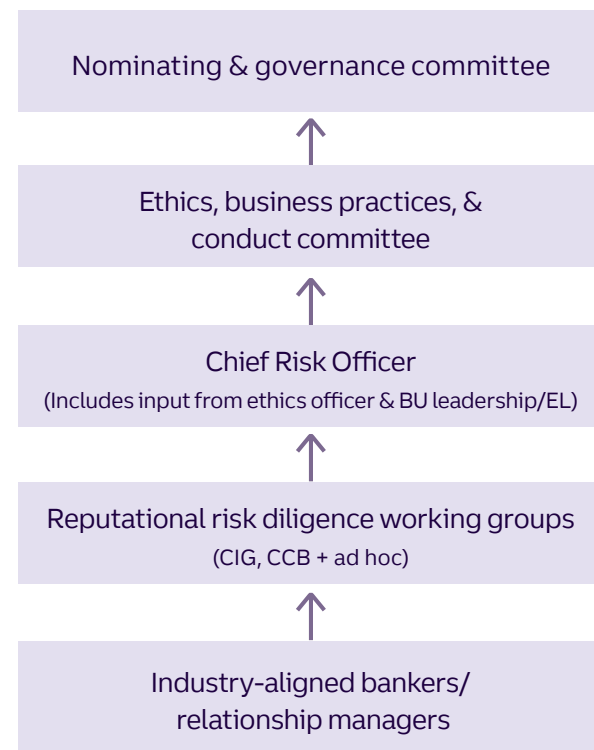 Nominating & governance committee
Ethics, business practices, &
conduct committee
Chief Risk Officer
(Includes input from ethics officer & BU leadership/EL)
Reputational risk diligence working groups
(CIG, CCB + ad hoc)
Industry-aligned bankers/
relationship managers